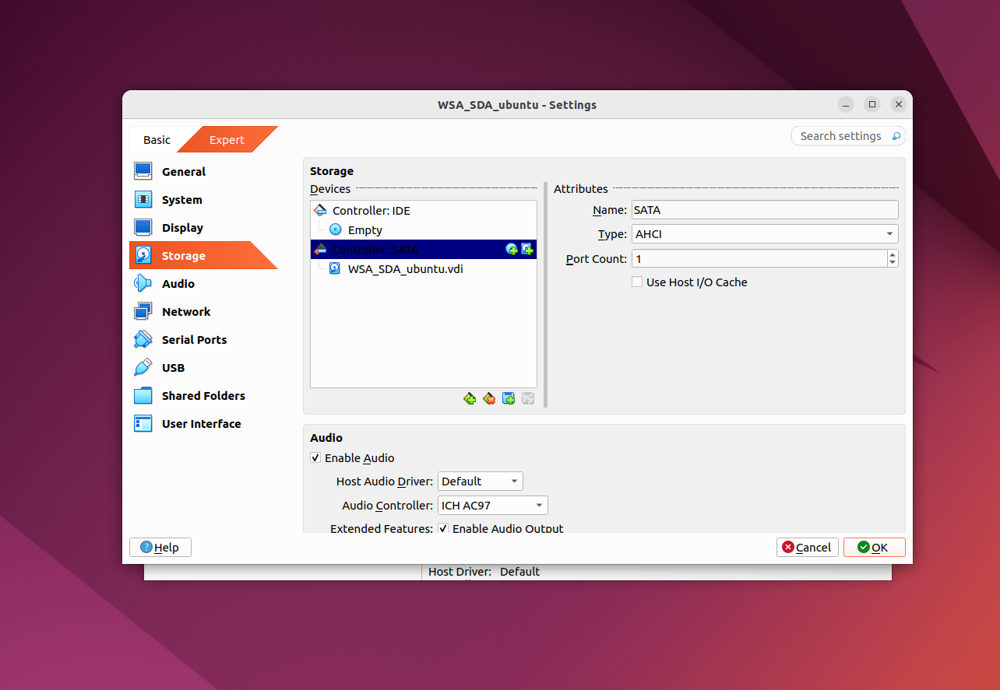 WSA_SDA_ubuntu - Settings
Basic
Expert
Search settings
General
System
Display
Storage
Audio
Network
Serial Ports
USB
Shared Folders
User Interface
Storage
Devices
Controller: IDE
Empty
Controller: SATA
WSA_SDA_ubuntu.vdi
Attributes
Name: SATA
Type: AHCI
Port Count: 1
Use Host I/O Cache
Audio
Enable Audio
Host Audio Driver: Default
Audio Controller: ICH AC97
Extended Features: Enable Audio Output
Help
Cancel
OK
Host Driver: Default